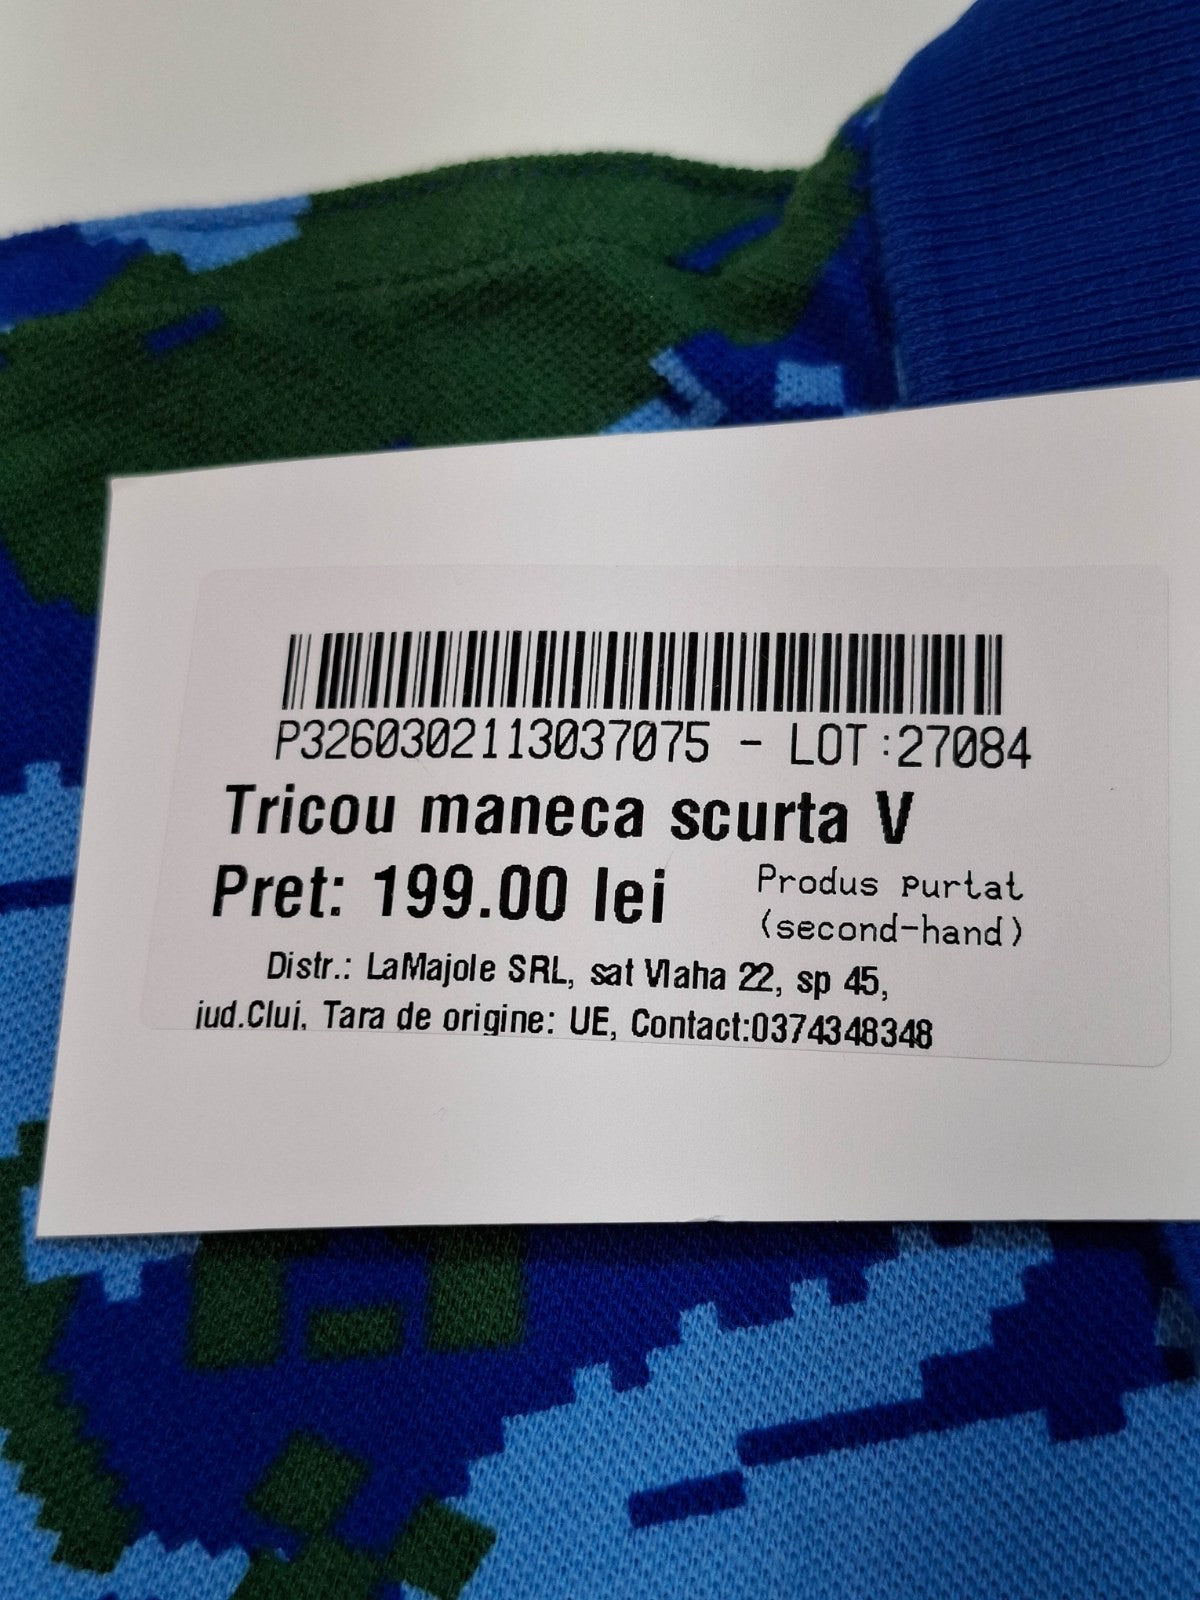 P3260302113037075 - LOT:27084
Tricou maneca scurta V
Pret: 199.00 lei
Produs purtat
(second-hand)
Distr.: LaMajole SRL, sat Vlaha 22, sp 45,
jud.Cluj, Tara de origine: UE, Contact:0374348348